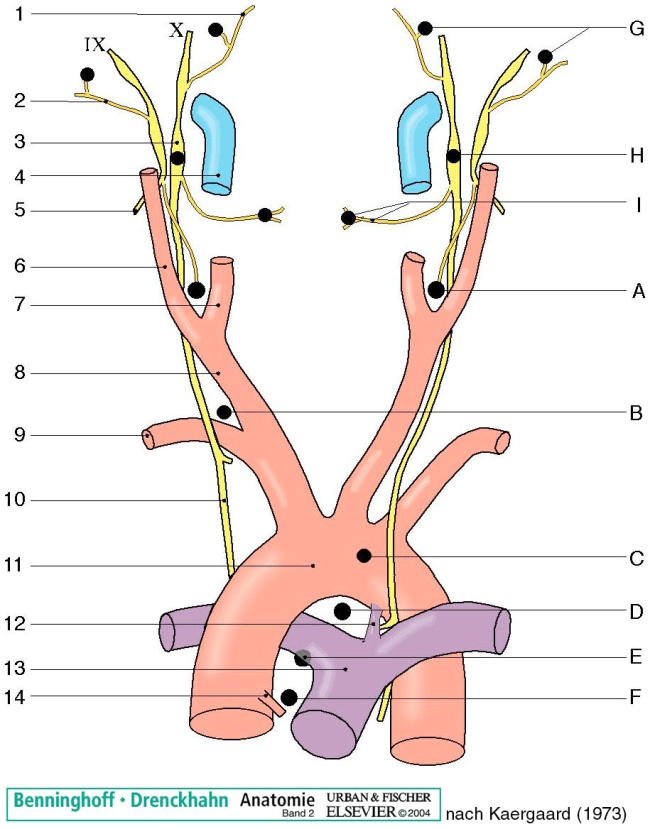 1
IX
X
G
2
3
H
4
5
I
6
A
7
8
B
9
10
C
11
D
12
E
13
14
F
Benninghoff · Drenckhahn Anatomie URBAN & FISCHER
Band 2 ELSEVIER © 2004
nach Kaergaard (1973)